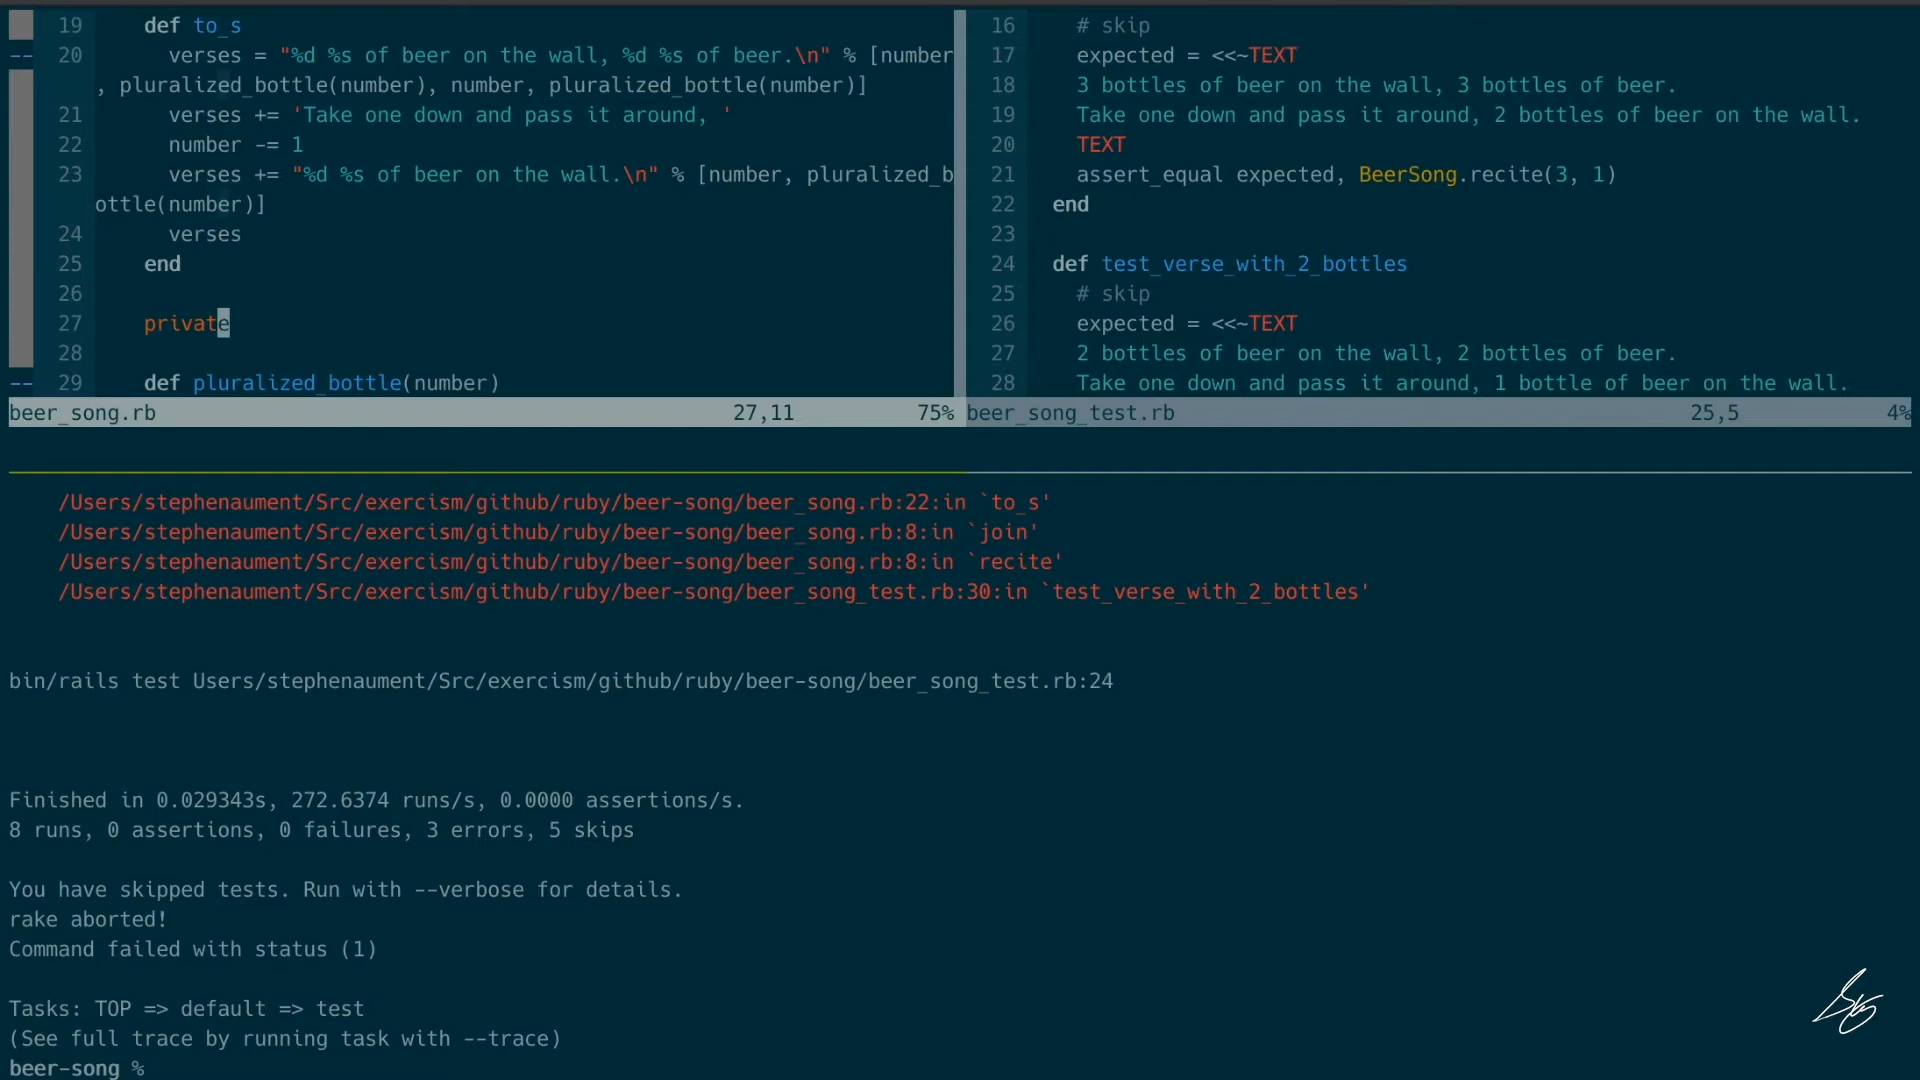 19    def to_s
20      verses = "%d %s of beer on the wall, %d %s of beer.\n" % [number
, pluralized_bottle(number), number, pluralized_bottle(number)]
21      verses += 'Take one down and pass it around, '
22      number -= 1
23      verses += "%d %s of beer on the wall.\n" % [number, pluralized_b
ottle(number)]
24      verses
25    end
26
27    private
28
29    def pluralized_bottle(number)
beer_song.rb 27,11 75%
16    # skip
17    expected = <<~TEXT
18    3 bottles of beer on the wall, 3 bottles of beer.
19    Take one down and pass it around, 2 bottles of beer on the wall.
20    TEXT
21    assert_equal expected, BeerSong.recite(3, 1)
22  end
23
24  def test_verse_with_2_bottles
25    # skip
26    expected = <<~TEXT
27    2 bottles of beer on the wall, 2 bottles of beer.
28    Take one down and pass it around, 1 bottle of beer on the wall.
beer_song_test.rb 25,5 4%
/Users/stephenaument/Src/exercism/github/ruby/beer-song/beer_song.rb:22:in `to_s'
/Users/stephenaument/Src/exercism/github/ruby/beer-song/beer_song.rb:8:in `join'
/Users/stephenaument/Src/exercism/github/ruby/beer-song/beer_song.rb:8:in `recite'
/Users/stephenaument/Src/exercism/github/ruby/beer-song/beer_song_test.rb:30:in `test_verse_with_2_bottles'
bin/rails test Users/stephenaument/Src/exercism/github/ruby/beer-song/beer_song_test.rb:24
Finished in 0.029343s, 272.6374 runs/s, 0.0000 assertions/s.
8 runs, 0 assertions, 0 failures, 3 errors, 5 skips
You have skipped tests. Run with --verbose for details.
rake aborted!
Command failed with status (1)
Tasks: TOP => default => test
(See full trace by running task with --trace)
beer-song %